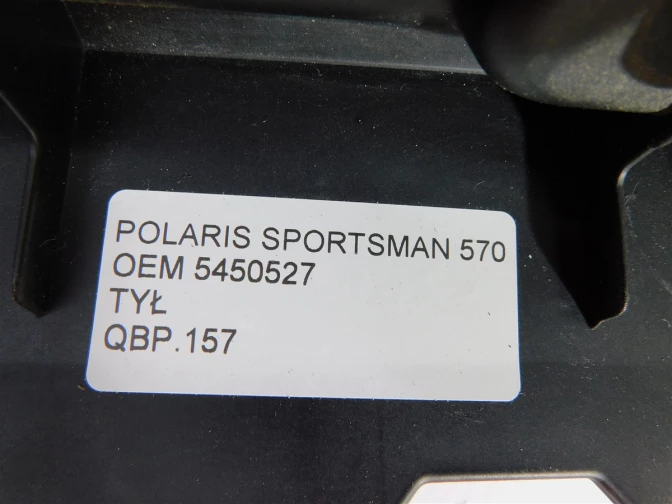 POLARIS SPORTSMAN 570
OEM 5450527
TYŁ
QBP.157